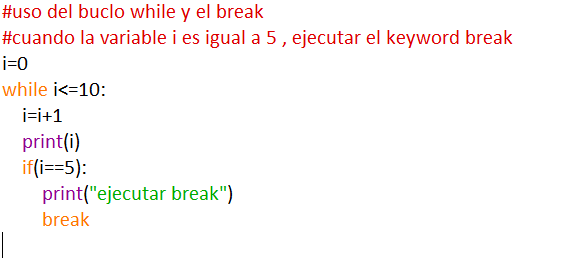 #uso del buclo while y el break
#cuando la variable i es igual a 5 , ejecutar el keyword break
i=0
while i<=10:
    i=i+1
    print(i)
    if(i==5):
        print("ejecutar break")
        break